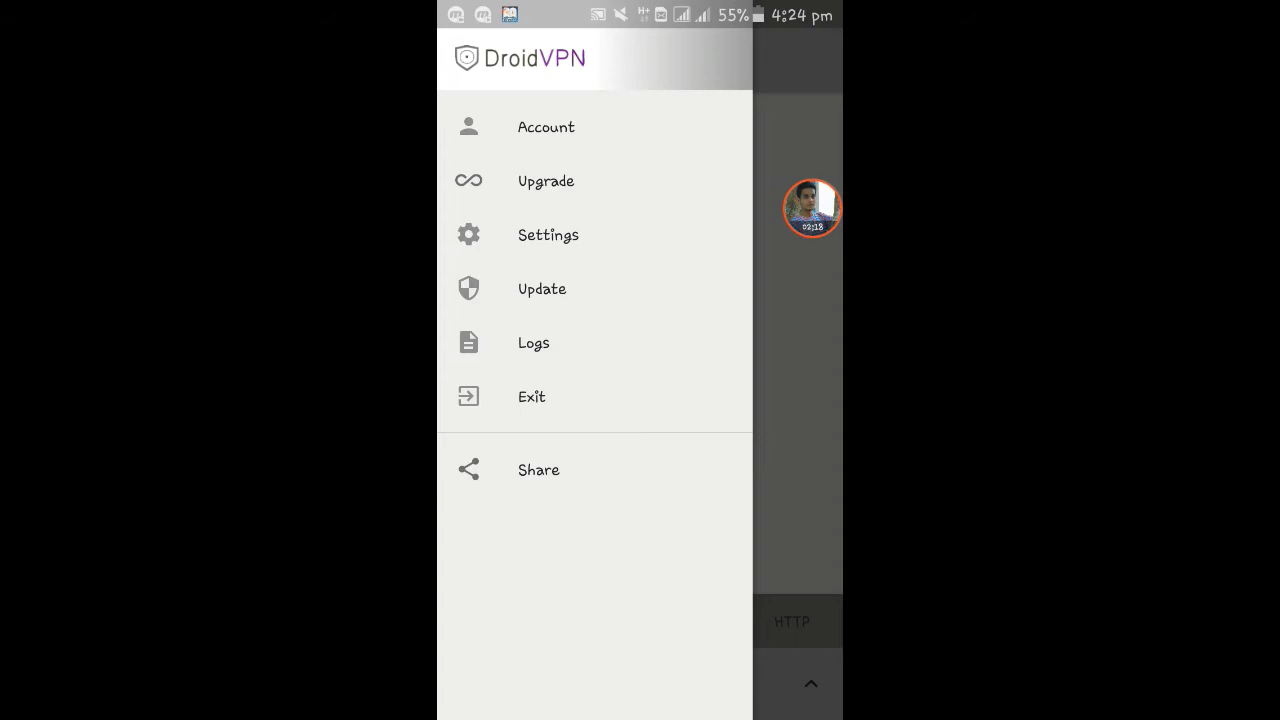 H+ 55% 4:24 pm
DroidVPN
Account
Upgrade
02:18
Settings
Update
Logs
Exit
Share
HTTP